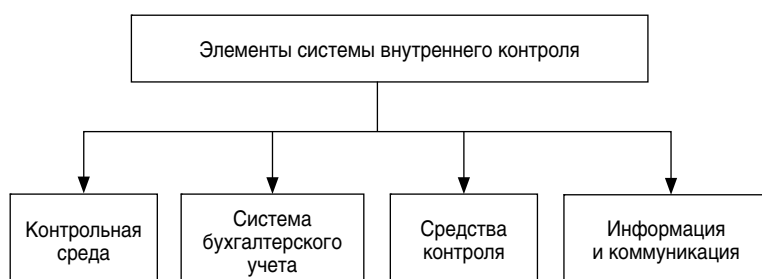 Элементы системы внутреннего контроля
Контрольная
среда
Система
бухгалтерского
учета
Средства
контроля
Информация
и коммуникация